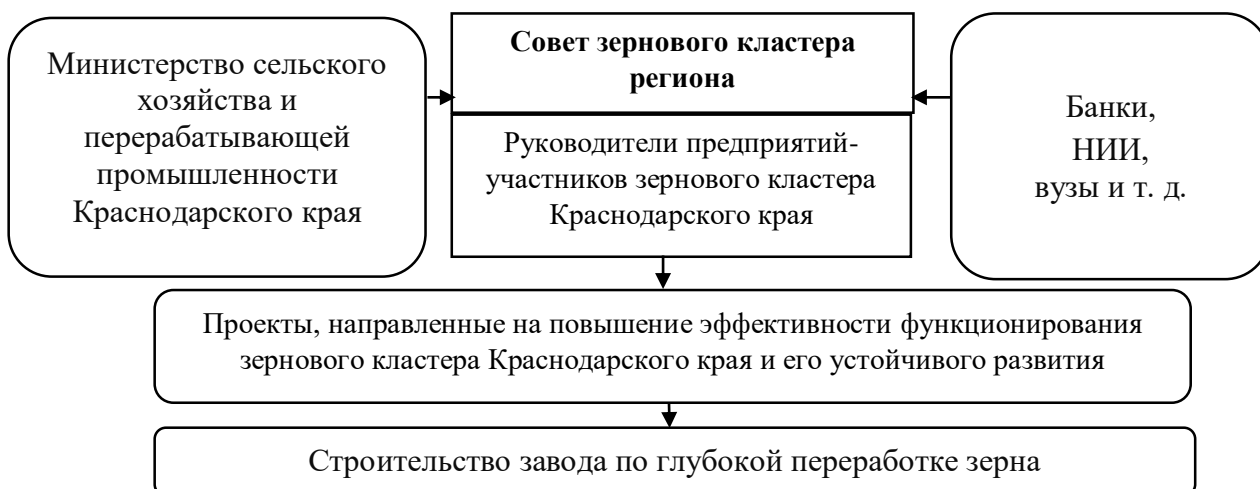 Министерство сельского
хозяйства и
перерабатывающей
промышленности
Краснодарского края
Совет зернового кластера
региона
Руководители предприятий-
участников зернового кластера
Краснодарского края
Банки,
НИИ,
вузы и т. д.
Проекты, направленные на повышение эффективности функционирования
зернового кластера Краснодарского края и его устойчивого развития
Строительство завода по глубокой переработке зерна